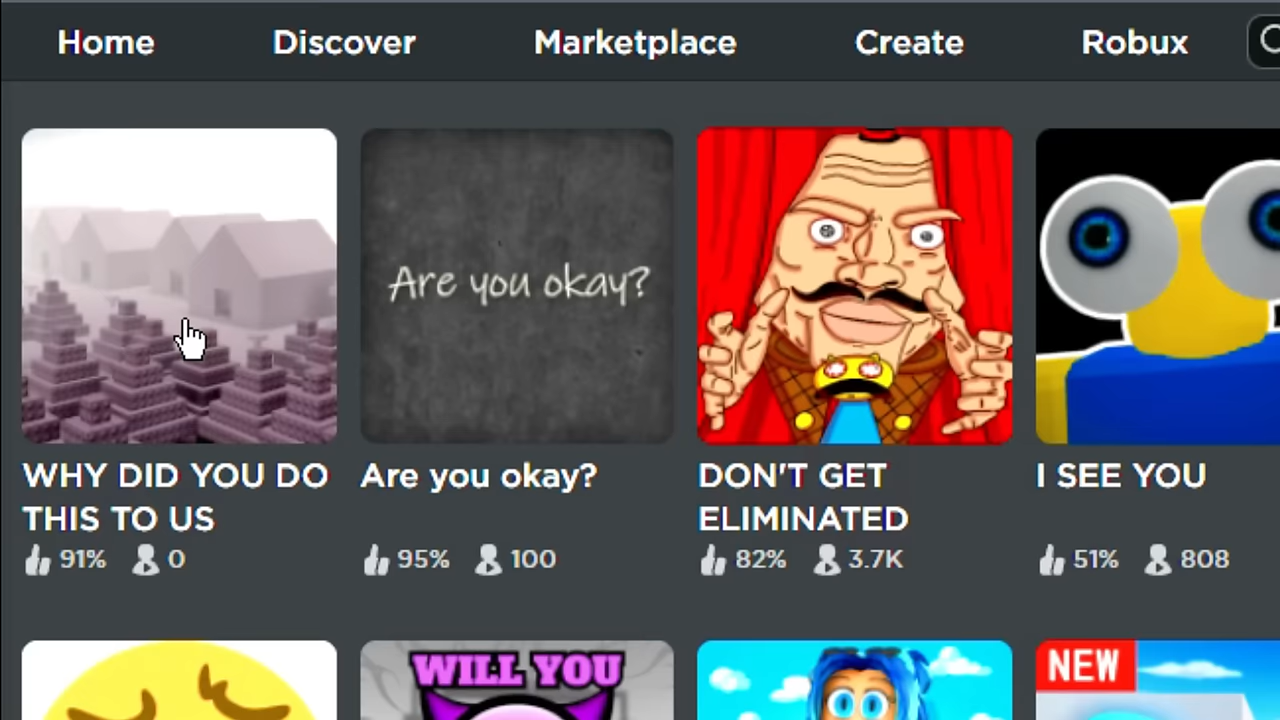 Home Discover Marketplace Create Robux
Are you okay?
WHY DID YOU DO
THIS TO US
91% 0
Are you okay?
95% 100
DON'T GET
ELIMINATED
82% 3.7K
I SEE YOU
51% 808
WILL YOU
NEW